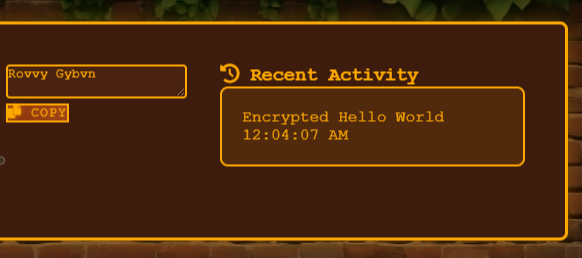 Rovvy Gybvn
COPY
Recent Activity
Encrypted Hello World
12:04:07 AM